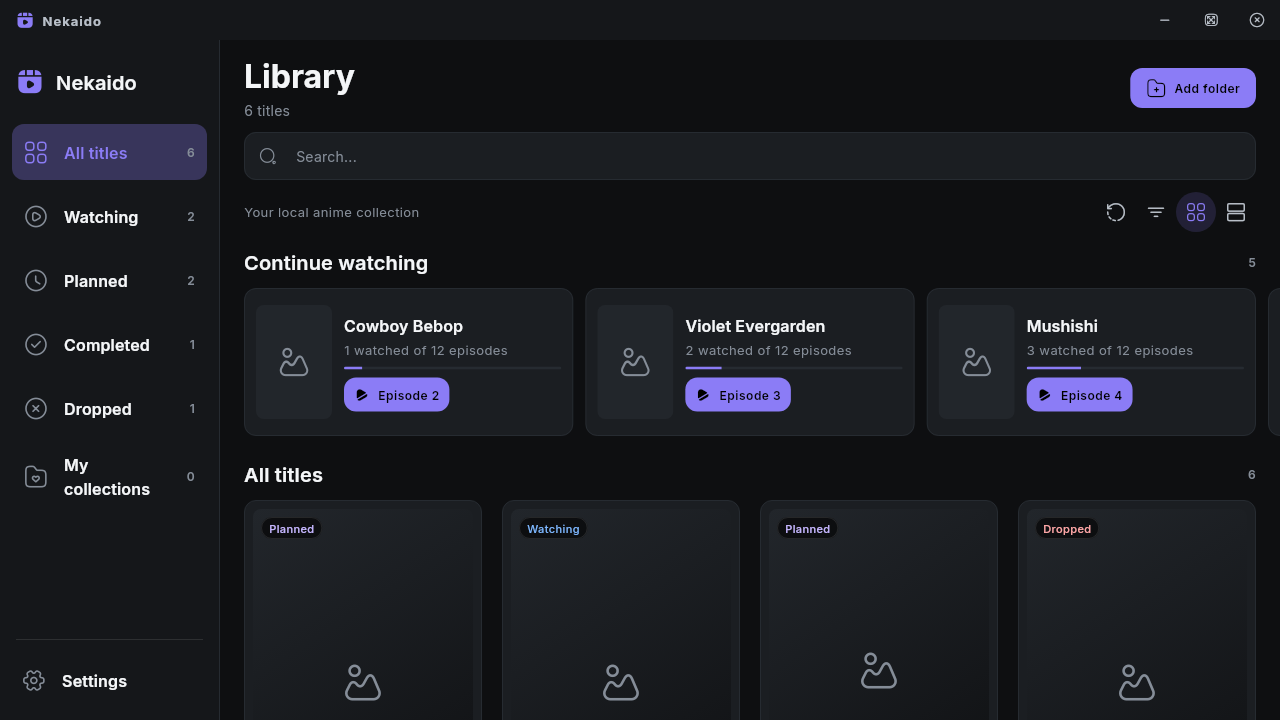 Nekaido
Nekaido
All titles 6
Watching 2
Planned 2
Completed 1
Dropped 1
My
collections 0
Settings
Library
6 titles
Add folder
Search...
Your local anime collection
Continue watching 5
Cowboy Bebop
1 watched of 12 episodes
Episode 2
Violet Evergarden
2 watched of 12 episodes
Episode 3
Mushishi
3 watched of 12 episodes
Episode 4
All titles 6
Planned
Watching
Planned
Dropped